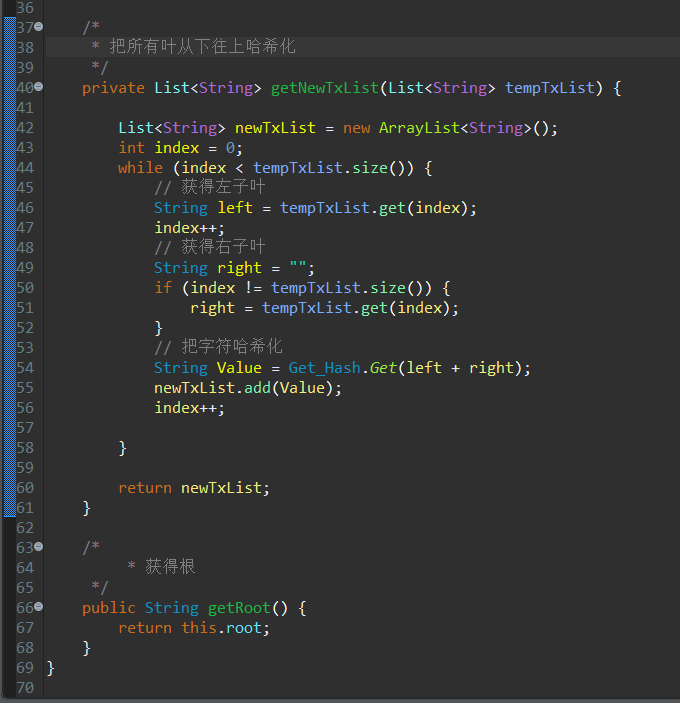 36
37 /*
38 * 把所有叶从下往上哈希化
39 */
40 private List<String> getNewTxList(List<String> tempTxList) {
41
42 List<String> newTxList = new ArrayList<String>();
43 int index = 0;
44 while (index < tempTxList.size()) {
45 // 获得左子叶
46 String left = tempTxList.get(index);
47 index++;
48 // 获得右子叶
49 String right = "";
50 if (index != tempTxList.size()) {
51 right = tempTxList.get(index);
52 }
53 // 把字符哈希化
54 String Value = Get_Hash.Get(left + right);
55 newTxList.add(Value);
56 index++;
57
58 }
59
60 return newTxList;
61 }
62
63 /*
64 * 获得根
65 */
66 public String getRoot() {
67 return this.root;
68 }
69 }
70